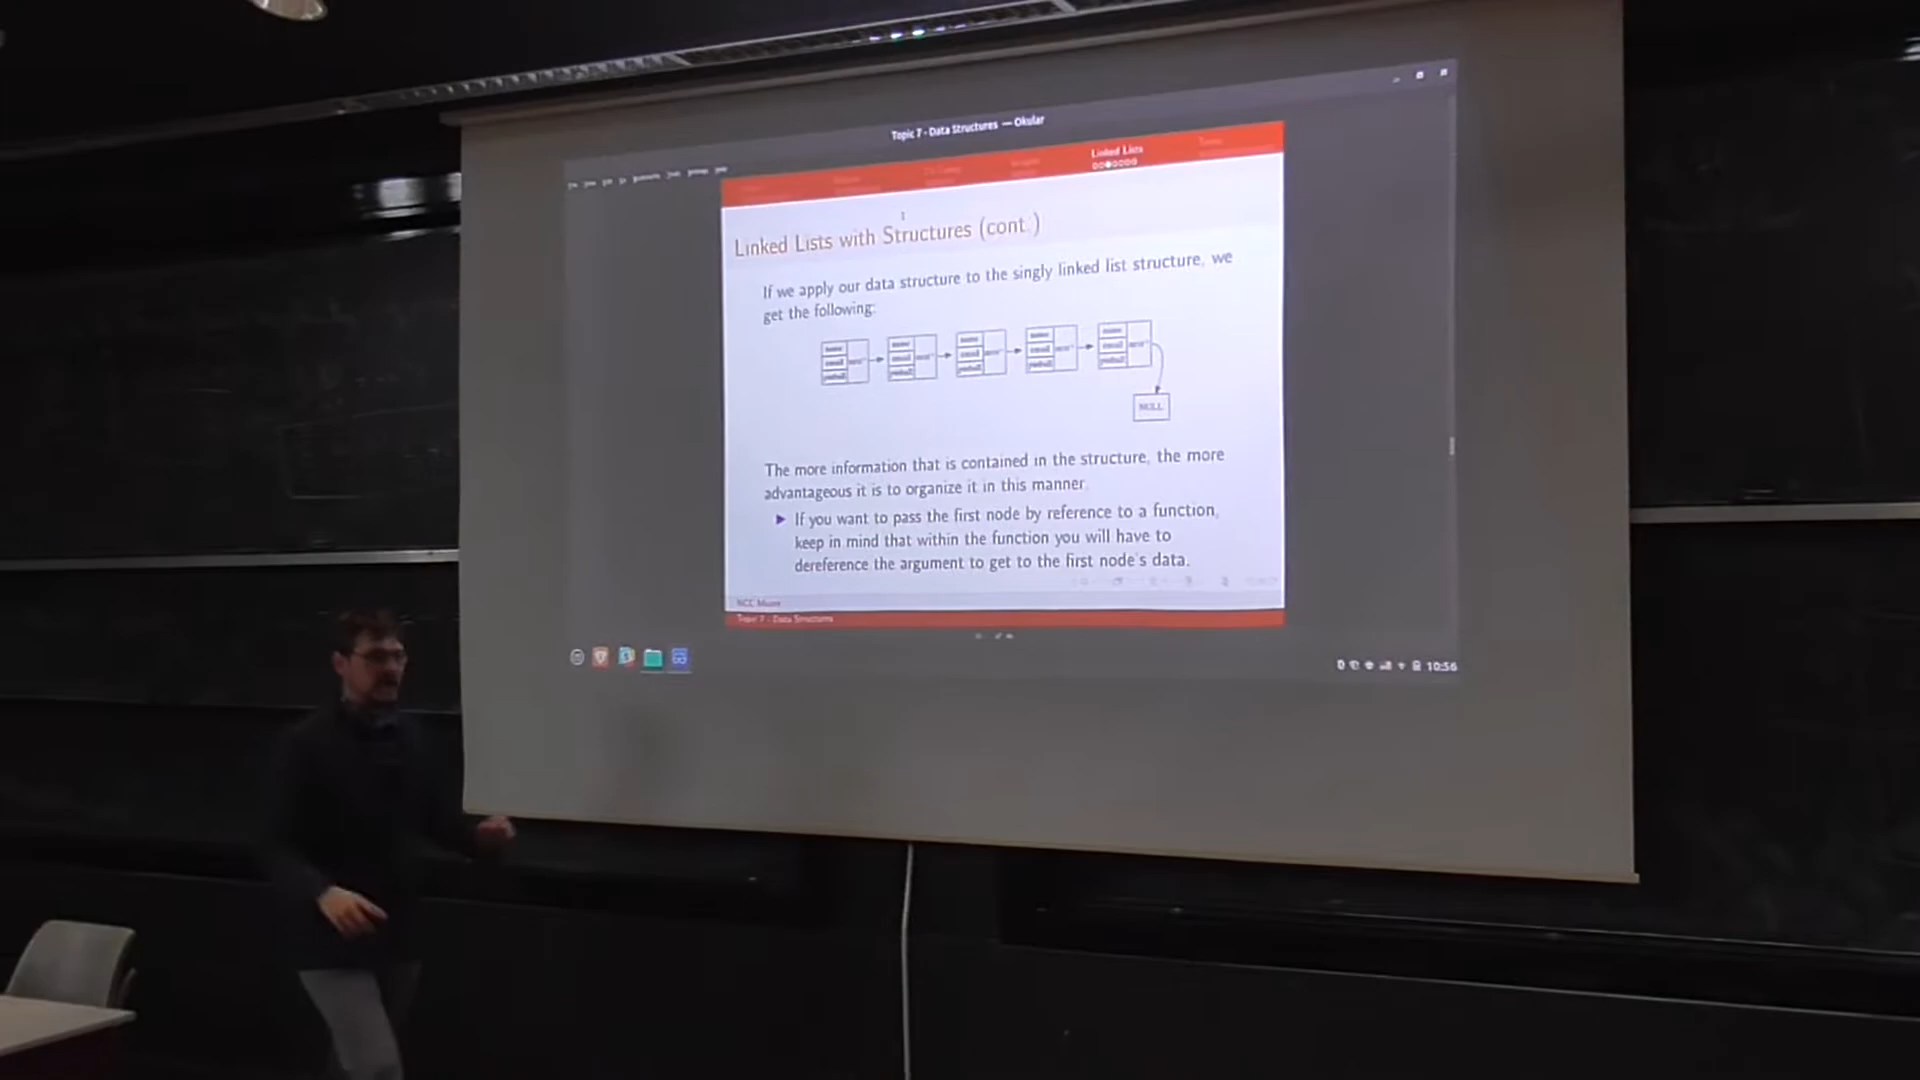 Topic 7 - Data Structures — Okular
Linked Lists
Linked Lists with Structures (cont.)
If we apply our data structure to the singly linked list structure, we
get the following:
NULL
The more information that is contained in the structure, the more
advantageous it is to organize it in this manner.
If you want to pass the first node by reference to a function,
keep in mind that within the function you will have to
dereference the argument to get to the first node's data.
NCC Moore
Topic 7 - Data Structures
10:56